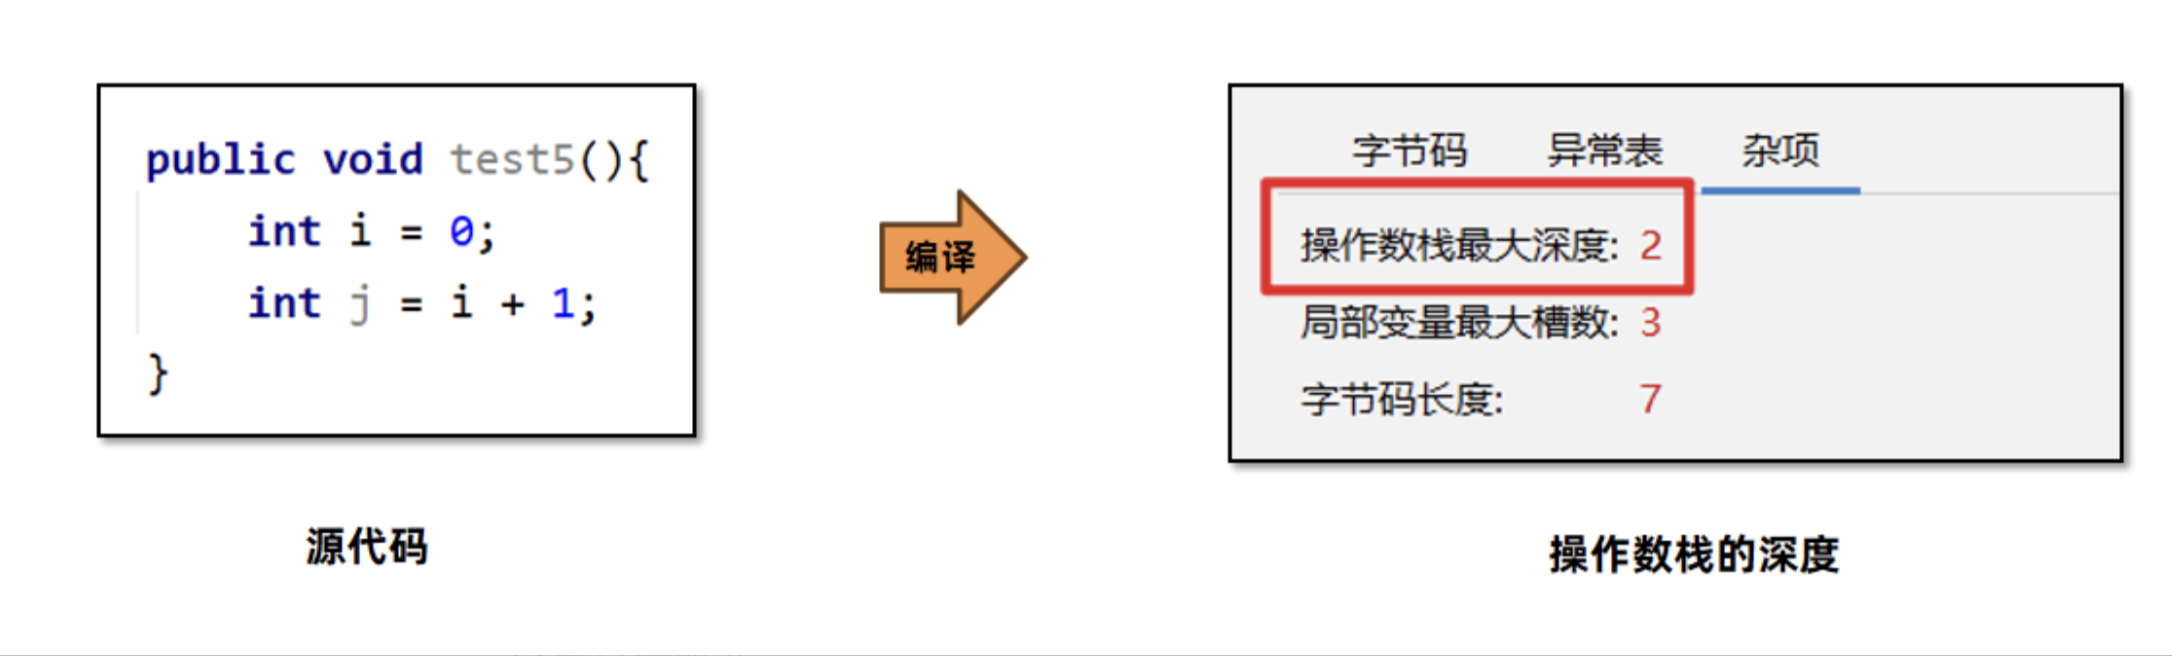 public void test5(){
int i = 0;
int j = i + 1;
}
源代码
编译
字节码 异常表 杂项
操作数栈最大深度: 2
局部变量最大槽数: 3
字节码长度: 7
操作数栈的深度